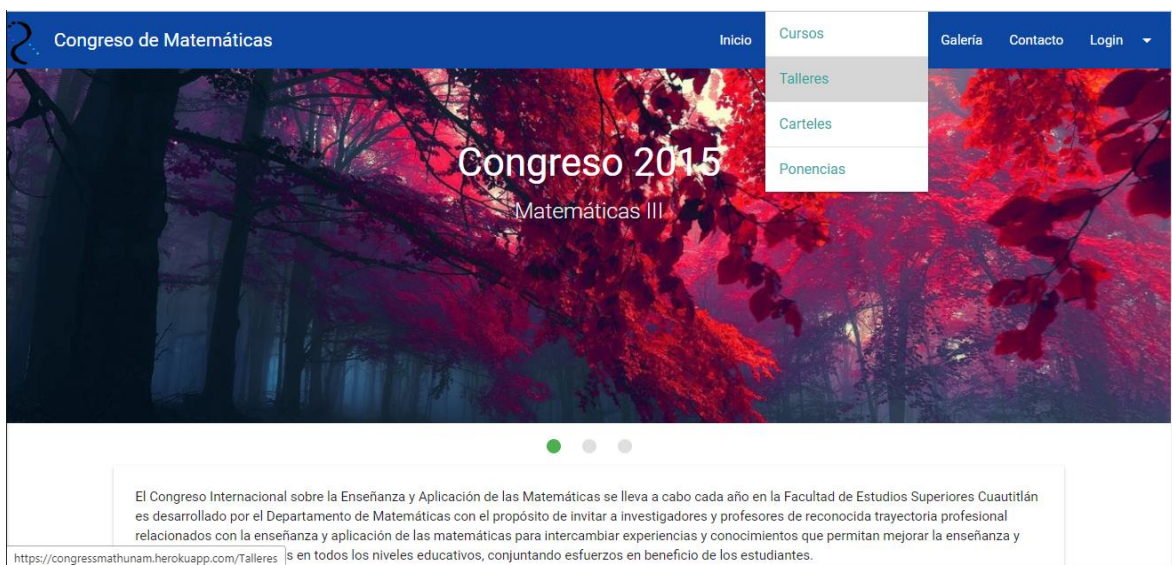 Congreso de Matemáticas
Inicio
Cursos
Talleres
Carteles
Ponencias
Galería
Contacto
Login
Congreso 2015
Matemáticas III
El Congreso Internacional sobre la Enseñanza y Aplicación de las Matemáticas se lleva a cabo cada año en la Facultad de Estudios Superiores Cuautitlán
es desarrollado por el Departamento de Matemáticas con el propósito de invitar a investigadores y profesores de reconocida trayectoria profesional
relacionados con la enseñanza y aplicación de las matemáticas para intercambiar experiencias y conocimientos que permitan mejorar la enseñanza y
s en todos los niveles educativos, conjuntando esfuerzos en beneficio de los estudiantes.
https://congressmathunam.herokuapp.com/Talleres